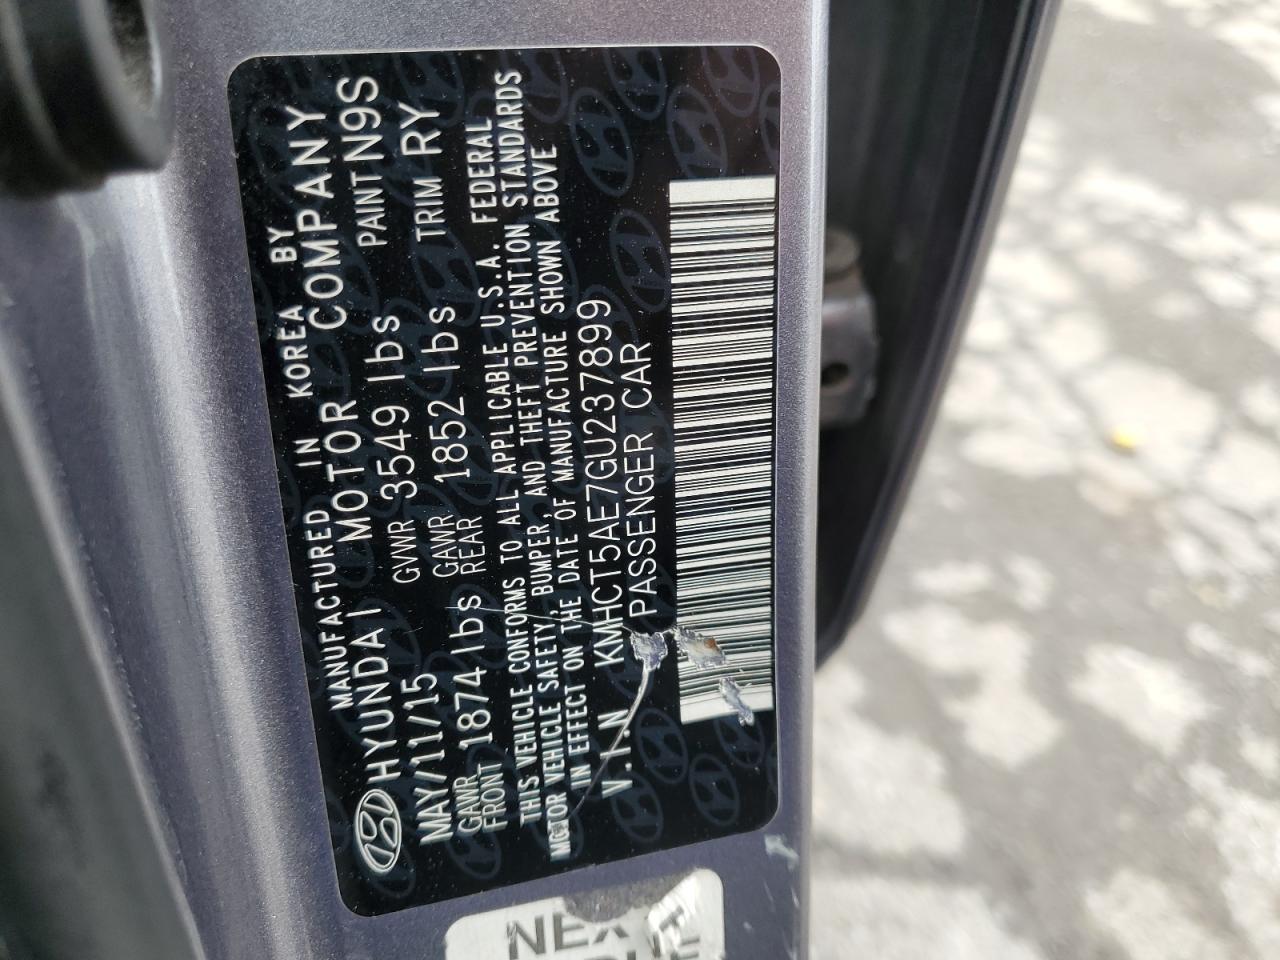 MANUFACTURED IN KOREA BY
HYUNDAI MOTOR COMPANY
MAY/11/15 GVWR 3549 lbs PAINT N9S
GAWR FRONT 1874 lbs GAWR REAR 1852 lbs TRIM RY
THIS VEHICLE CONFORMS TO ALL APPLICABLE U.S.A. FEDERAL
MOTOR VEHICLE SAFETY, BUMPER, AND THEFT PREVENTION STANDARDS
IN EFFECT ON THE DATE OF MANUFACTURE SHOWN ABOVE
V.I.N KMHCT5AE7GU237899
PASSENGER CAR